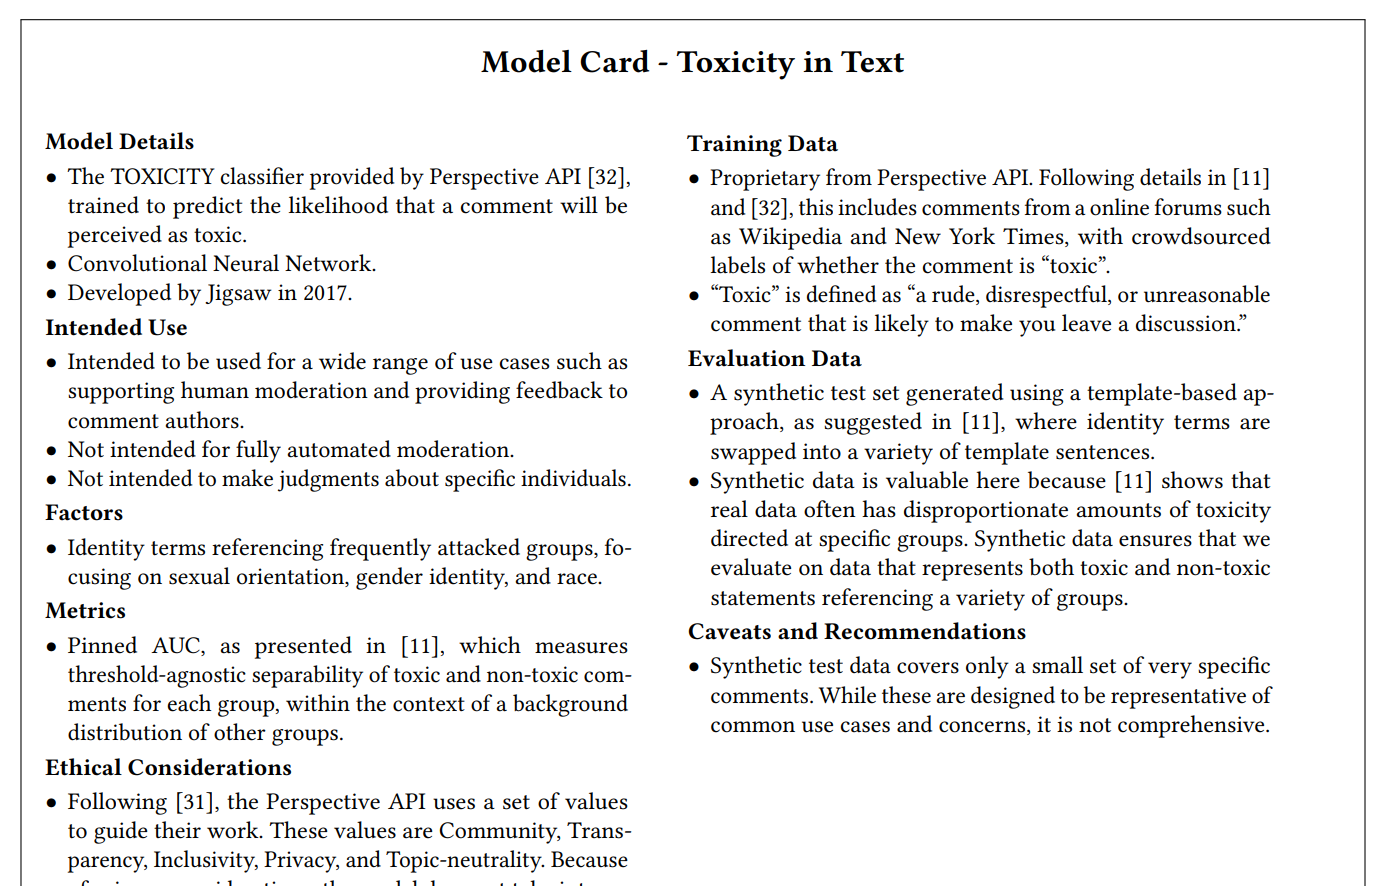 Model Card - Toxicity in Text
Model Details
• The TOXICITY classifier provided by Perspective API [32],
trained to predict the likelihood that a comment will be
perceived as toxic.
• Convolutional Neural Network.
• Developed by Jigsaw in 2017.
Intended Use
• Intended to be used for a wide range of use cases such as
supporting human moderation and providing feedback to
comment authors.
• Not intended for fully automated moderation.
• Not intended to make judgments about specific individuals.
Factors
• Identity terms referencing frequently attacked groups, fo-
cusing on sexual orientation, gender identity, and race.
Metrics
• Pinned AUC, as presented in [11], which measures
threshold-agnostic separability of toxic and non-toxic com-
ments for each group, within the context of a background
distribution of other groups.
Ethical Considerations
• Following [31], the Perspective API uses a set of values
to guide their work. These values are Community, Trans-
parency, Inclusivity, Privacy, and Topic-neutrality. Because
Training Data
• Proprietary from Perspective API. Following details in [11]
and [32], this includes comments from a online forums such
as Wikipedia and New York Times, with crowdsourced
labels of whether the comment is “toxic”.
• “Toxic” is defined as “a rude, disrespectful, or unreasonable
comment that is likely to make you leave a discussion.”
Evaluation Data
• A synthetic test set generated using a template-based ap-
proach, as suggested in [11], where identity terms are
swapped into a variety of template sentences.
• Synthetic data is valuable here because [11] shows that
real data often has disproportionate amounts of toxicity
directed at specific groups. Synthetic data ensures that we
evaluate on data that represents both toxic and non-toxic
statements referencing a variety of groups.
Caveats and Recommendations
• Synthetic test data covers only a small set of very specific
comments. While these are designed to be representative of
common use cases and concerns, it is not comprehensive.